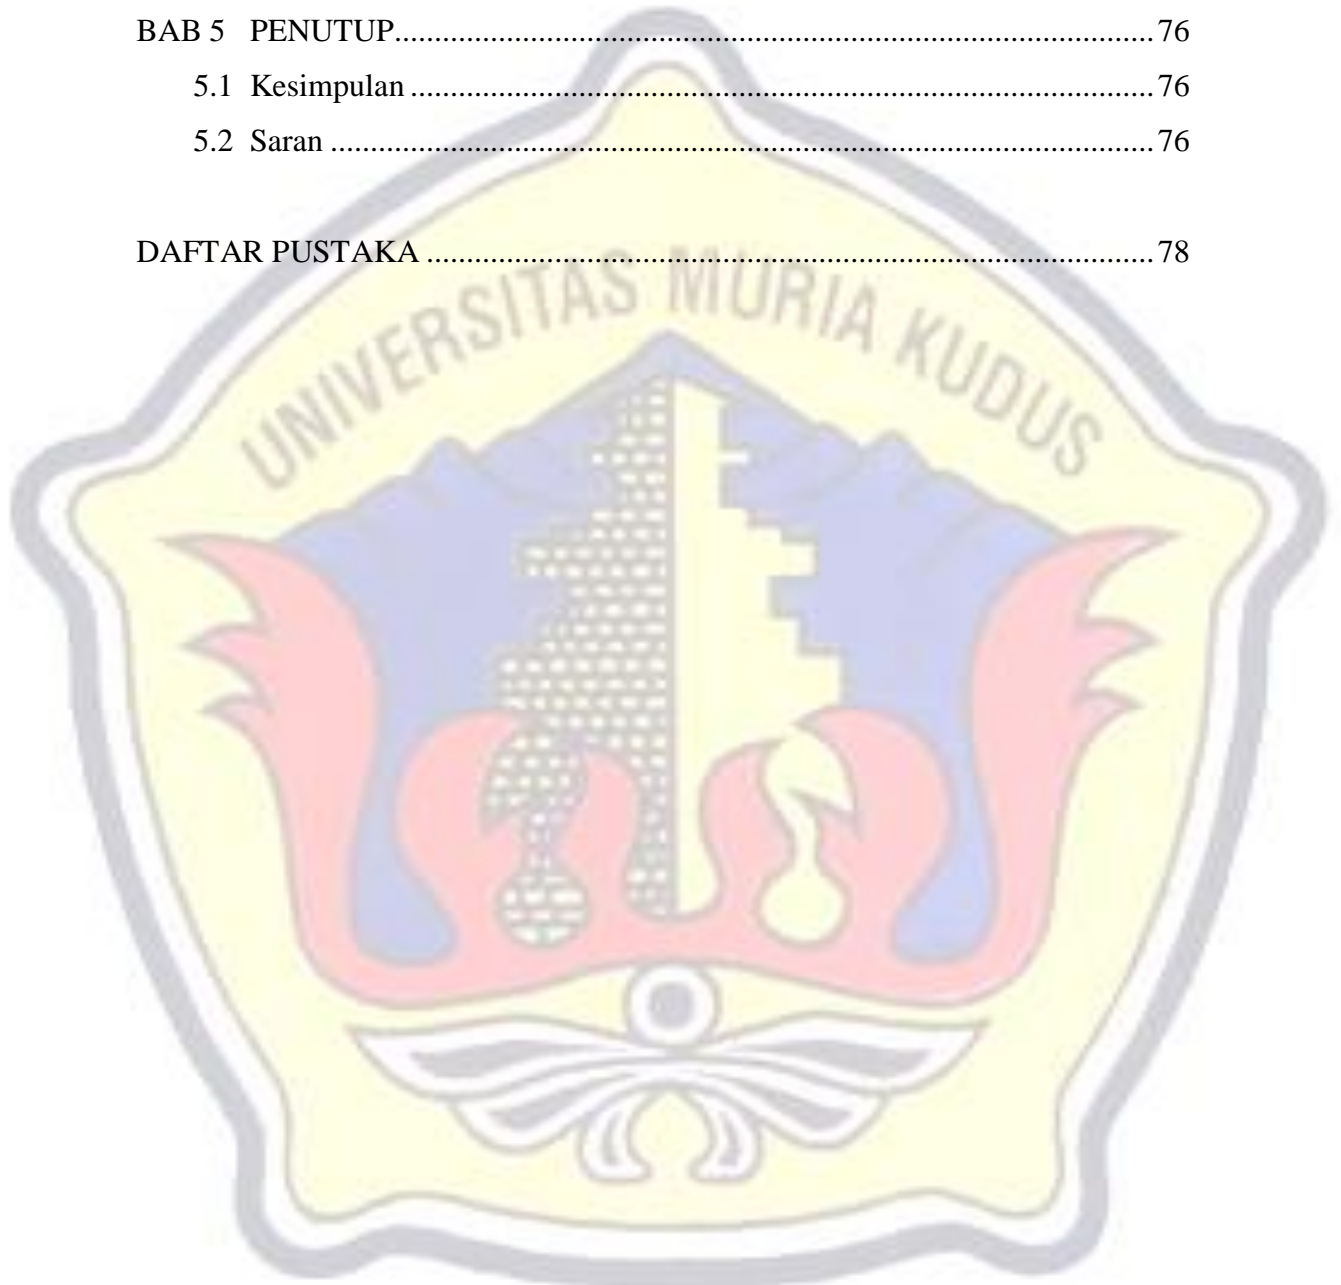 BAB 5 PENUTUP.............................................................................................. 76
5.1 Kesimpulan ............................................................................................ 76
5.2 Saran ...................................................................................................... 76
DAFTAR PUSTAKA .......................................................................................... 78
UNIVERSITAS MURIA KUDUS